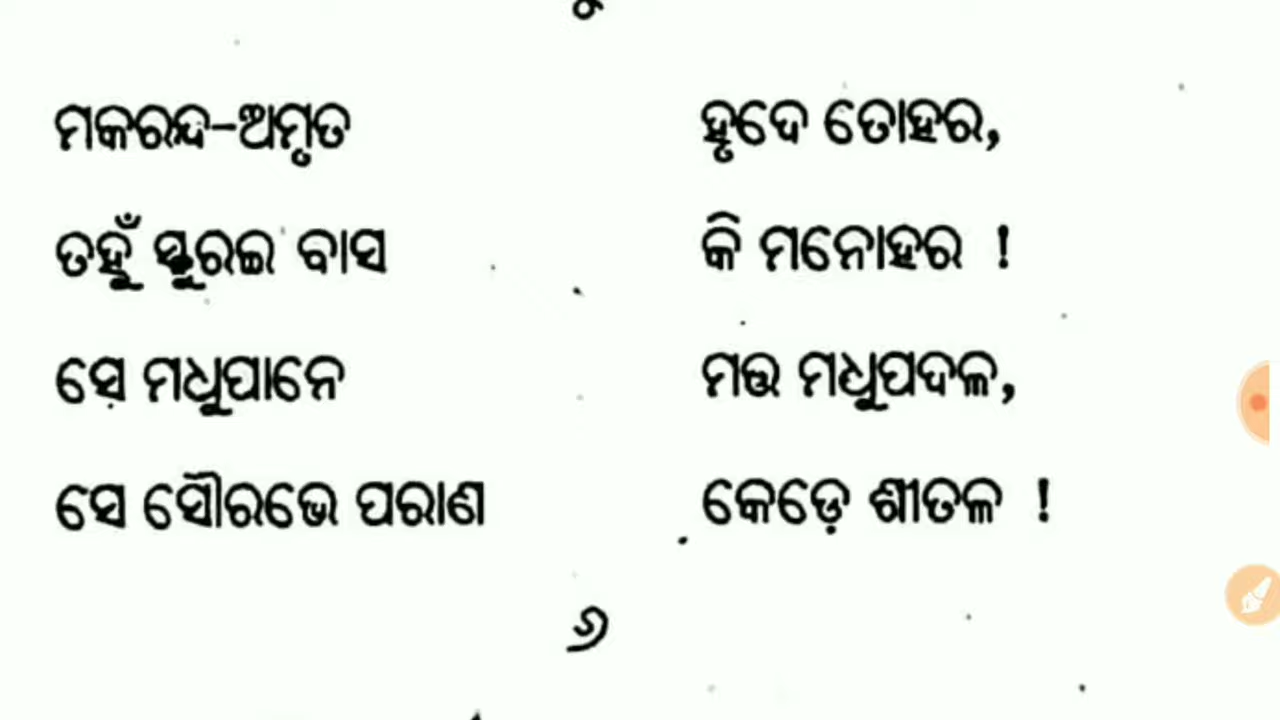 ମକରନ୍ଦ-ଅମୃତ ହୃଦେ ତୋହର,
ତହୁଁ ସ୍ଫୁରଇ ବାସ କି ମନୋହର !
ସେ ମଧୁପାନେ ମତ୍ତ ମଧୁପଦଳ,
ସେ ସୌରଭେ ପରାଣ କେଡ଼େ ଶୀତଳ !
୬